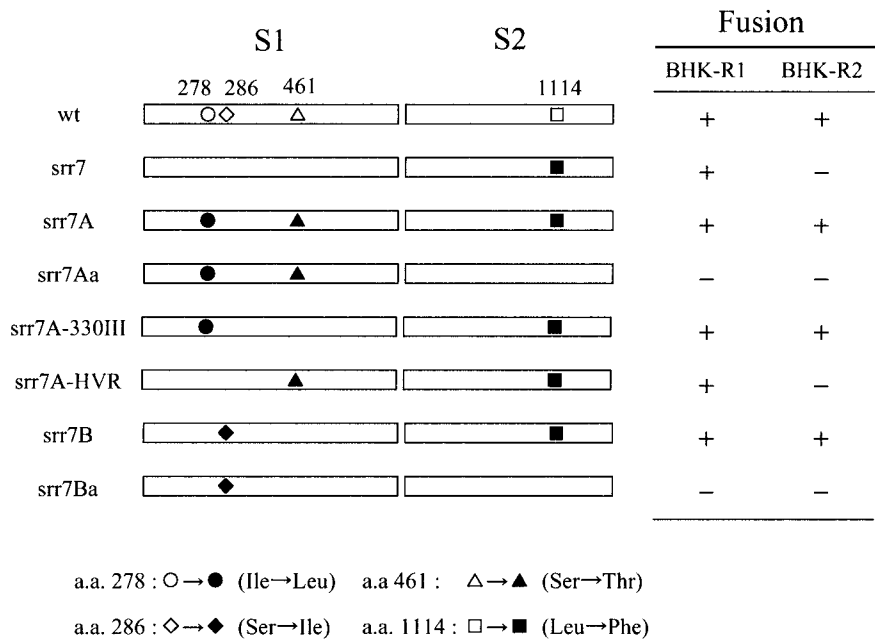 S1 S2 Fusion
278 286 461 1114 BHK-R1 BHK-R2
wt + +
srr7 + −
srr7A + +
srr7Aa − −
srr7A-330III + +
srr7A-HVR + −
srr7B + +
srr7Ba − −
a.a. 278 : ○→● (Ile→Leu) a.a 461 : △→▲ (Ser→Thr)
a.a. 286 : ◇→◆ (Ser→Ile) a.a. 1114 : □→■ (Leu→Phe)